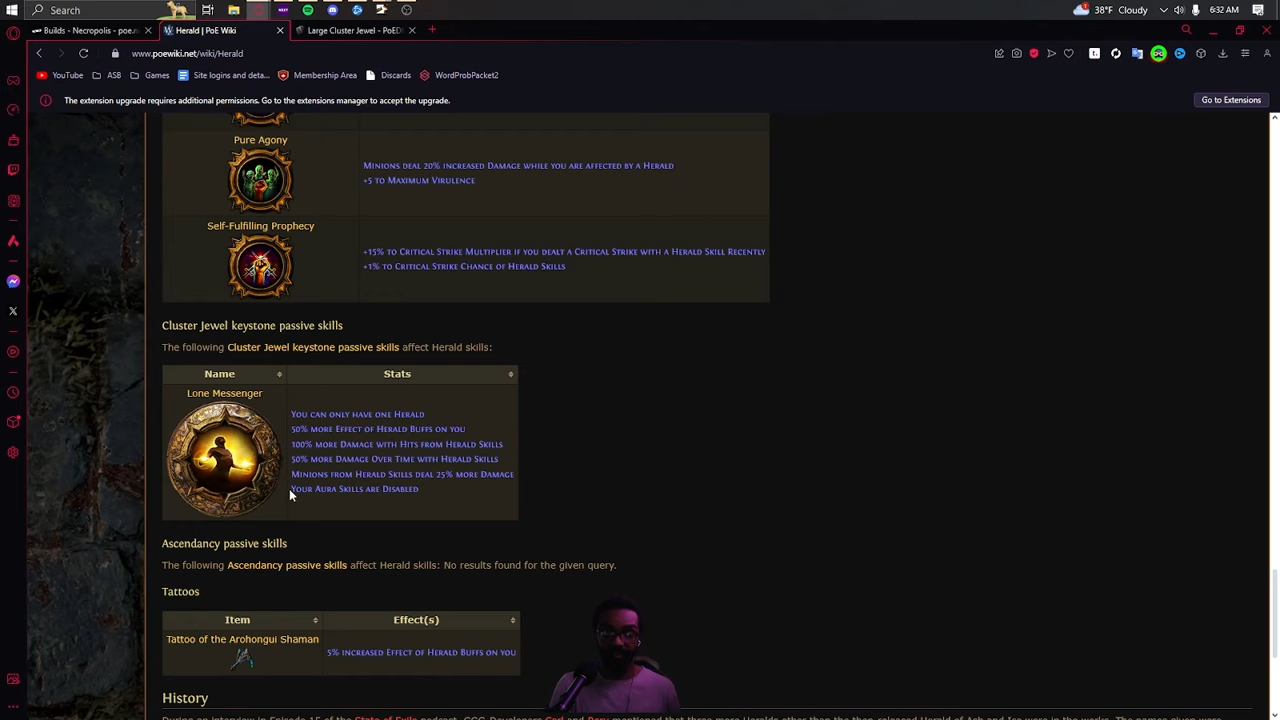 Search
6:32 AM
38°F Cloudy
Builds - Necropolis - poe.n
Herald | PoE Wiki
Large Cluster Jewel - PoED
www.poewiki.net/wiki/Herald
YouTube
ASB
Games
Site logins and deta...
Membership Area
Discards
WordProbPacket2
The extension upgrade requires additional permissions. Go to the extensions manager to accept the upgrade.
Go to Extensions
Pure Agony
Minions deal 20% increased Damage while you are affected by a Herald
+5 to Maximum Virulence
Self-Fulfilling Prophecy
+15% to Critical Strike Multiplier if you dealt a Critical Strike with a Herald Skill Recently
+1% to Critical Strike Chance of Herald Skills
Cluster Jewel keystone passive skills
The following Cluster Jewel keystone passive skills affect Herald skills:
Name
Stats
Lone Messenger
You can only have one Herald
50% more Effect of Herald Buffs on you
100% more Damage with Hits from Herald Skills
50% more Damage Over Time with Herald Skills
Minions from Herald Skills deal 25% more Damage
Your Aura Skills are Disabled
Ascendancy passive skills
The following Ascendancy passive skills affect Herald skills: No results found for the given query.
Tattoos
Item
Effect(s)
Tattoo of the Arohongui Shaman
5% increased Effect of Herald Buffs on you
History